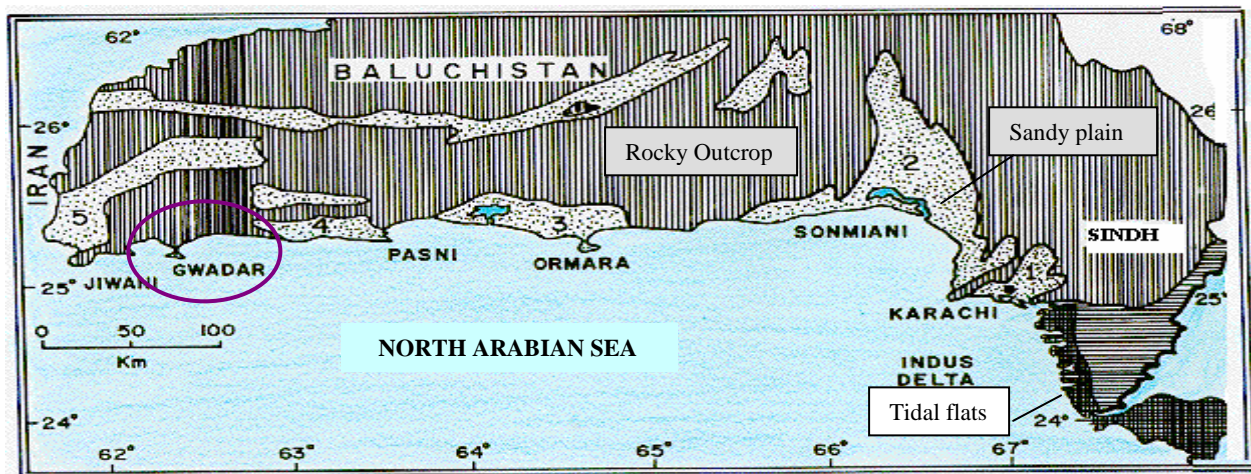 62°
68°
BALUCHISTAN
26°
26
Sandy plain
Rocky Outcrop
2
IRAN
5
4
3
SINDH
1
SONMIANI
PASNI
GWADAR
ORMARA
JIWANI
25°
25°
KARACHI
0 50 100
Km
NORTH ARABIAN SEA
INDUS
DELTA
Tidal flats
24°
24°
62° 63° 64° 65° 66° 67°